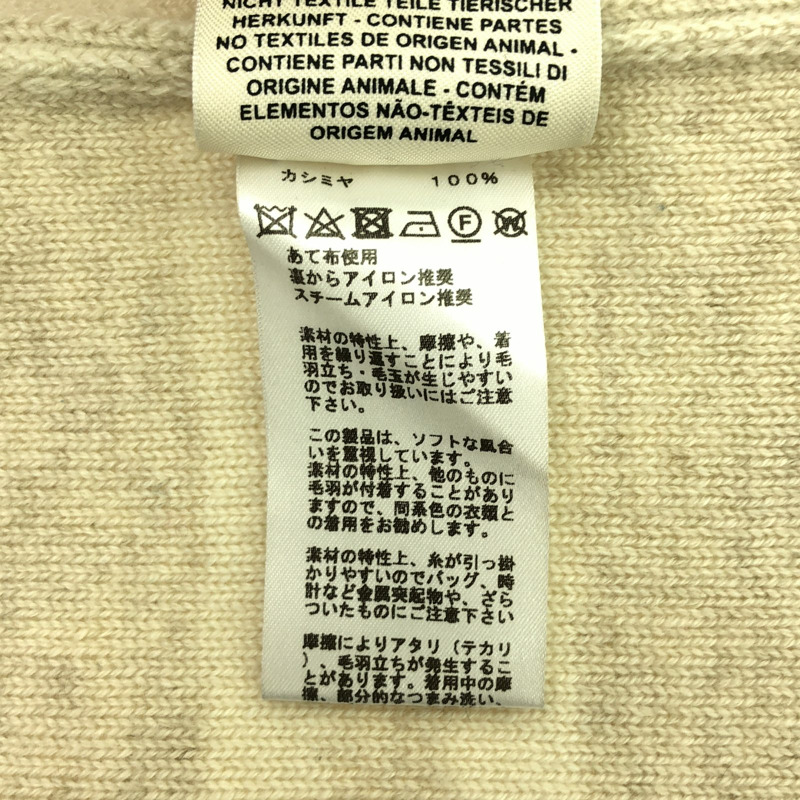 NICHT TEXTILE TEILE TIERISCHER
HERKUNFT - CONTIENE PARTES
NO TEXTILES DE ORIGEN ANIMAL -
CONTIENE PARTI NON TESSILI DI
ORIGINE ANIMALE - CONTÉM
ELEMENTOS NÃO-TÊXTEIS DE
ORIGEM ANIMAL
カシミヤ 100%
F W
あて布使用
裏からアイロン推奨
スチームアイロン推奨
素材の特性上、摩擦や、着
用を繰り返すことにより毛
羽立ち・毛玉が生じやすい
のでお取り扱いにはご注意
下さい。
この製品は、ソフトな風合
いを重視しています。
素材の特性上、他のものに
毛羽が付着することがあり
ますので、同系色の衣類と
の着用をお勧めします。
素材の特性上、糸が引っ掛
かりやすいのでバッグ、時
計など金属突起物や、ざら
ついたものにご注意下さい
摩擦によりアタリ（テカリ
）、毛羽立ちが発生するこ
とがあります。着用中の摩
擦、部分的なつまみ洗い、